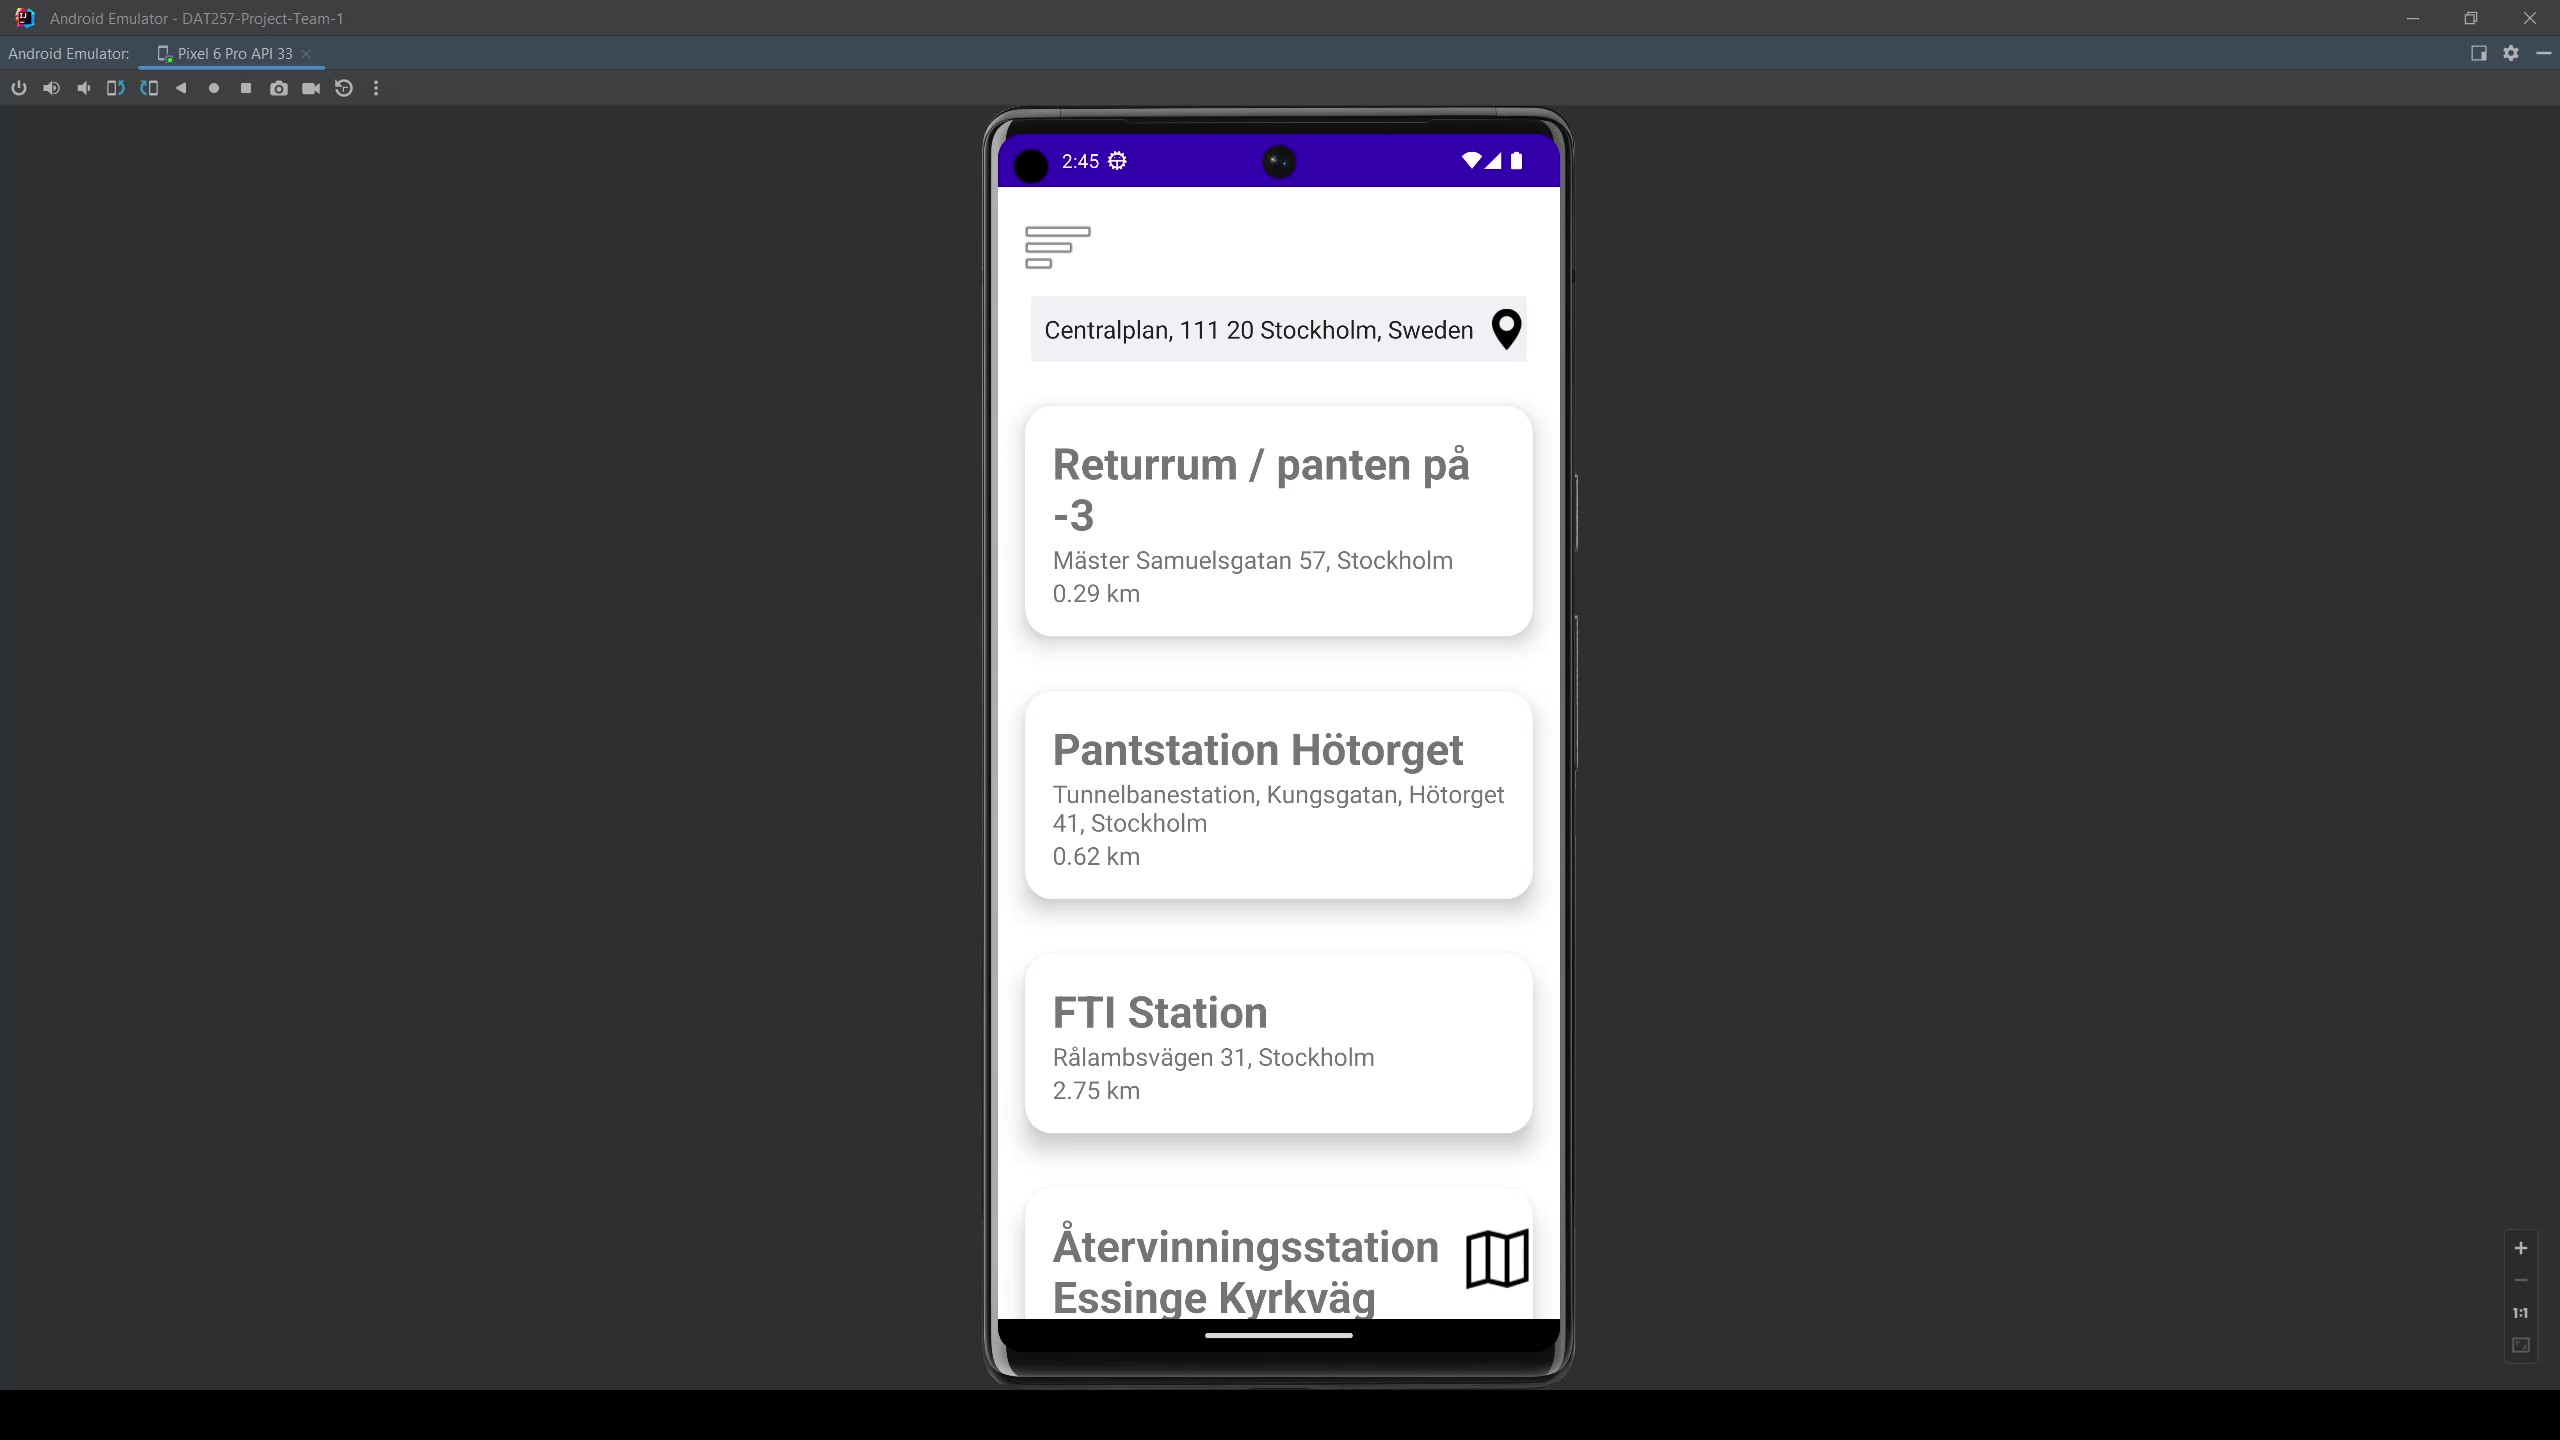 Android Emulator - DAT257-Project-Team-1
Android Emulator:
Pixel 6 Pro API 33
2:45
Centralplan, 111 20 Stockholm, Sweden
Returrum / panten på
-3
Mäster Samuelsgatan 57, Stockholm
0.29 km
Pantstation Hötorget
Tunnelbanestation, Kungsgatan, Hötorget
41, Stockholm
0.62 km
FTI Station
Rålambsvägen 31, Stockholm
2.75 km
Återvinningsstation
Essinge Kyrkväg
1:1